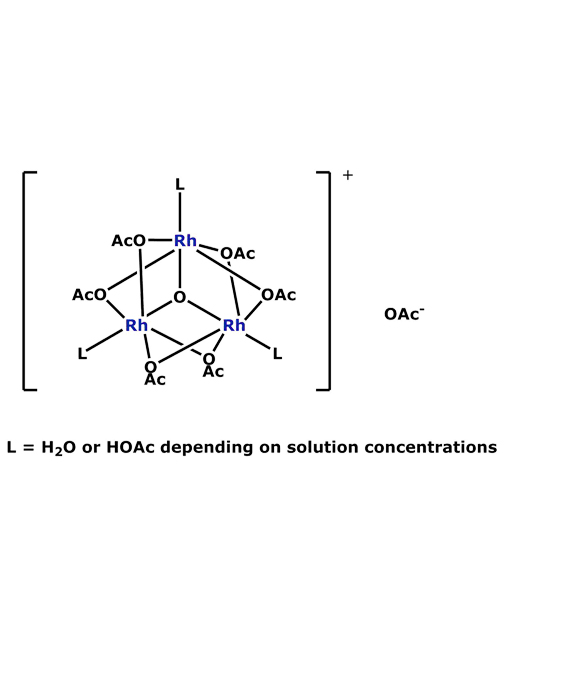 L
+
AcO Rh OAc
AcO O OAc
OAc-
Rh Rh
L O O L
Ac Ac
L = H2O or HOAc depending on solution concentrations